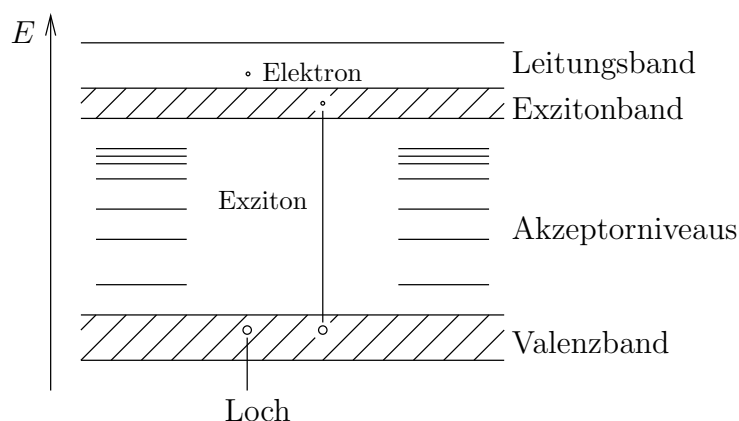 E
Leitungsband
Elektron
Exzitonband
Exziton
Akzeptorniveaus
Valenzband
Loch